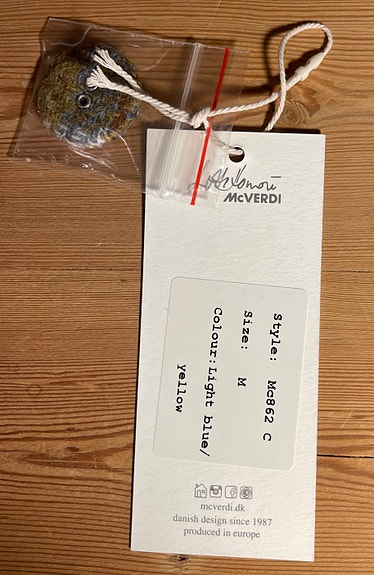 McVERDI
Style: Mc862 C
Size: M
Colour:Light blue/
yellow
mcverdi.dk
danish design since 1987
produced in europe